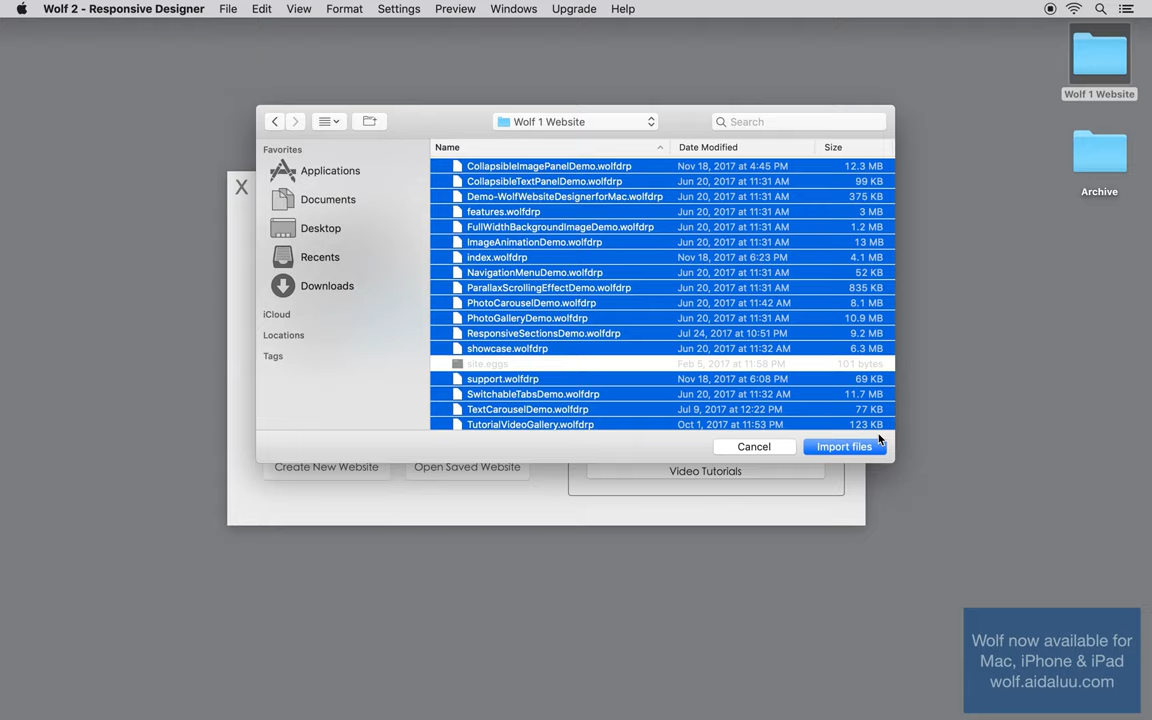 Wolf 2 - Responsive Designer File Edit View Format Settings Preview Windows Upgrade Help
Wolf 1 Website
Archive
Wolf 1 Website
Search
Favorites
Applications
Documents
Desktop
Recents
Downloads
iCloud
Locations
Tags
Name Date Modified Size
CollapsibleImagePanelDemo.wolfdrp Nov 18, 2017 at 4:45 PM 12.3 MB
CollapsibleTextPanelDemo.wolfdrp Jun 20, 2017 at 11:31 AM 99 KB
Demo-WolfWebsiteDesignerforMac.wolfdrp Jun 20, 2017 at 11:31 AM 375 KB
features.wolfdrp Jun 20, 2017 at 11:31 AM 3 MB
FullWidthBackgroundImageDemo.wolfdrp Jun 20, 2017 at 11:31 AM 1.2 MB
ImageAnimationDemo.wolfdrp Jun 20, 2017 at 11:31 AM 13 MB
index.wolfdrp Nov 18, 2017 at 6:23 PM 4.1 MB
NavigationMenuDemo.wolfdrp Jun 20, 2017 at 11:31 AM 52 KB
ParallaxScrollingEffectDemo.wolfdrp Jun 20, 2017 at 11:31 AM 835 KB
PhotoCarouselDemo.wolfdrp Jun 20, 2017 at 11:42 AM 8.1 MB
PhotoGalleryDemo.wolfdrp Jun 20, 2017 at 11:31 AM 10.9 MB
ResponsiveSectionsDemo.wolfdrp Jul 24, 2017 at 10:51 PM 9.2 MB
showcase.wolfdrp Jun 20, 2017 at 11:32 AM 6.3 MB
site.eggs Feb 5, 2017 at 11:58 PM 101 bytes
support.wolfdrp Nov 18, 2017 at 6:08 PM 69 KB
SwitchableTabsDemo.wolfdrp Jun 20, 2017 at 11:32 AM 11.7 MB
TextCarouselDemo.wolfdrp Jul 9, 2017 at 12:22 PM 77 KB
TutorialVideoGallery.wolfdrp Oct 1, 2017 at 11:53 PM 123 KB
Cancel Import files
X
Create New Website Open Saved Website Video Tutorials
Wolf now available for
Mac, iPhone & iPad
wolf.aidaluu.com